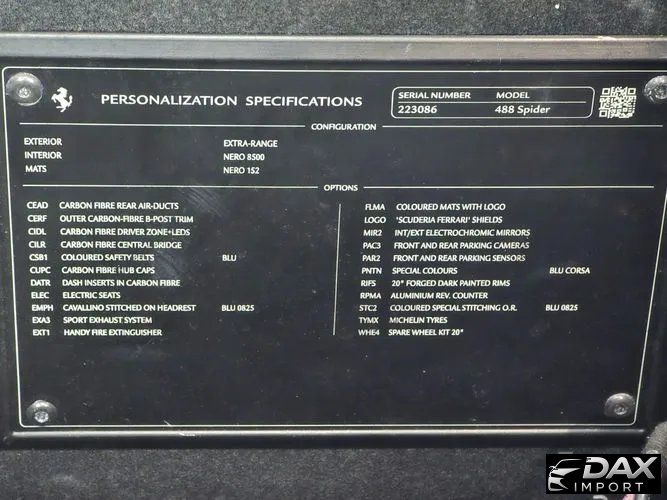 PERSONALIZATION SPECIFICATIONS
SERIAL NUMBER MODEL
223086 488 Spider
CONFIGURATION
EXTERIOR EXTRA-RANGE
INTERIOR NERO 8500
MATS NERO 152
OPTIONS
CEAD CARBON FIBRE REAR AIR-DUCTS
CERF OUTER CARBON-FIBRE B-POST TRIM
CIDL CARBON FIBRE DRIVER ZONE+LEDS
CILR CARBON FIBRE CENTRAL BRIDGE
CSB1 COLOURED SAFETY BELTS BLU
CUPC CARBON FIBRE HUB CAPS
DATR DASH INSERTS IN CARBON FIBRE
ELEC ELECTRIC SEATS
EMPH CAVALLINO STITCHED ON HEADREST BLU 0825
EXA3 SPORT EXHAUST SYSTEM
EXT1 HANDY FIRE EXTINGUISHER
FLMA COLOURED MATS WITH LOGO
LOGO 'SCUDERIA FERRARI' SHIELDS
MIR2 INT/EXT ELECTROCHROMIC MIRRORS
PAC3 FRONT AND REAR PARKING CAMERAS
PAR2 FRONT AND REAR PARKING SENSORS
PNTN SPECIAL COLOURS BLU CORSA
RIFS 20" FORGED DARK PAINTED RIMS
RPMA ALUMINIUM REV. COUNTER
STC2 COLOURED SPECIAL STITCHING O.R. BLU 0825
TYMX MICHELIN TYRES
WHE4 SPARE WHEEL KIT 20"
DAX
IMPORT